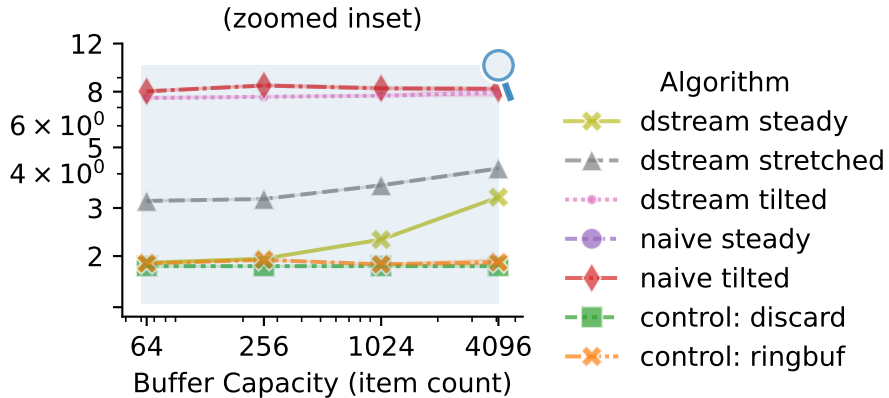 (zoomed inset)
12
8
6 × 10⁰
5
4 × 10⁰
3
2
64 256 1024 4096
Buffer Capacity (item count)
Algorithm
dstream steady
dstream stretched
dstream tilted
naive steady
naive tilted
control: discard
control: ringbuf